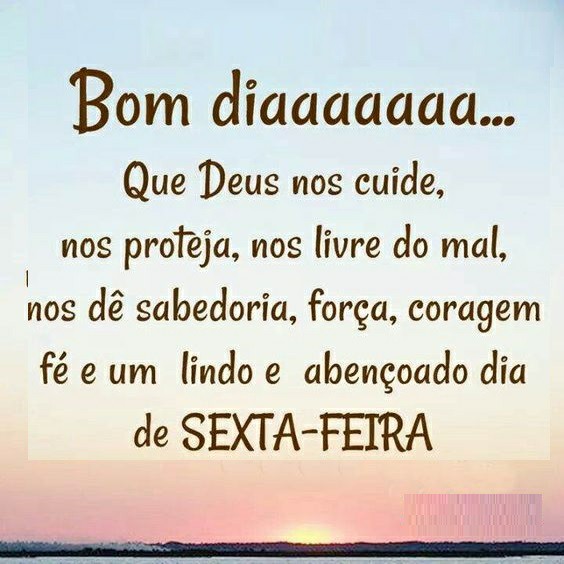 Bom diaaaaaaa...
Que Deus nos cuide,
nos proteja, nos livre do mal,
nos dê sabedoria, força, coragem
fé e um lindo e abençoado dia
de SEXTA-FEIRA